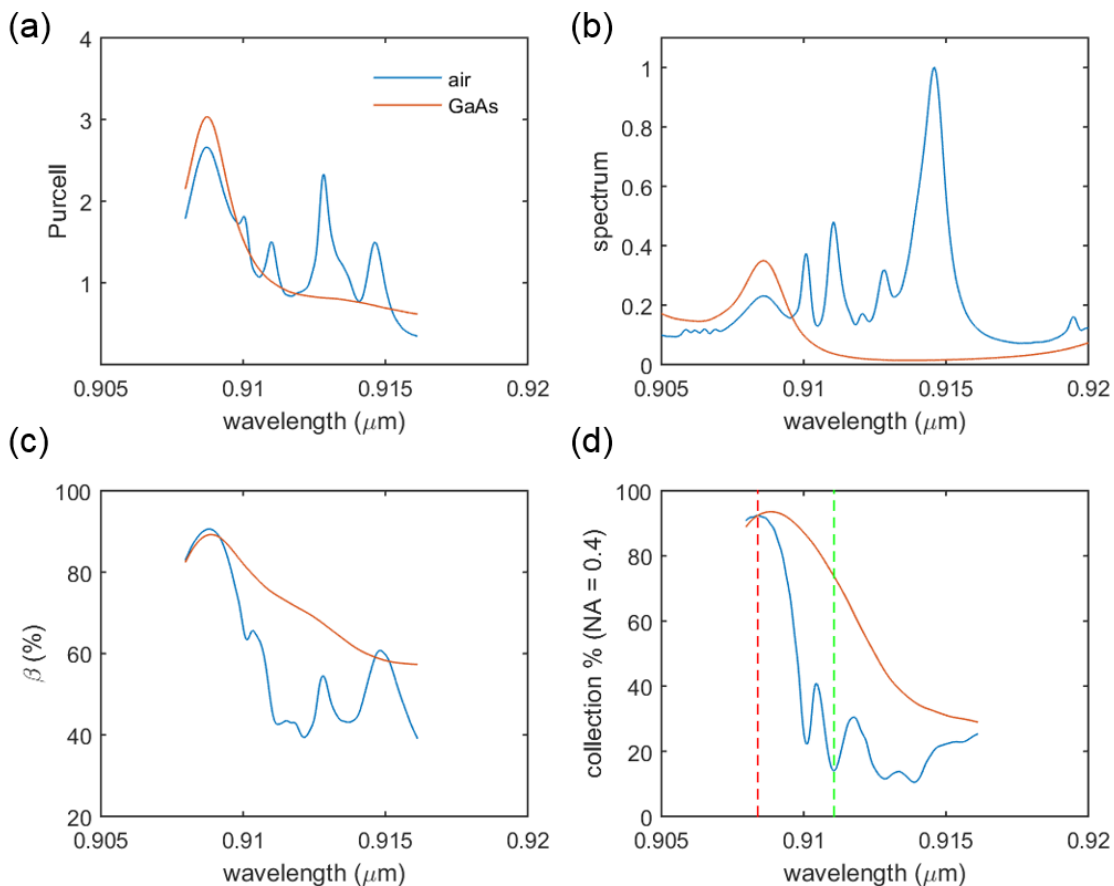 (a)
4
3
2
1
Purcell
air
GaAs
0.905
0.91
0.915
0.92
wavelength (μm)
(b)
1
0.8
0.6
0.4
0.2
0
spectrum
0.905
0.91
0.915
0.92
wavelength (μm)
(c)
100
80
60
40
20
β (%)
0.905
0.91
0.915
0.92
wavelength (μm)
(d)
100
80
60
40
20
0
collection % (NA = 0.4)
0.905
0.91
0.915
0.92
wavelength (μm)